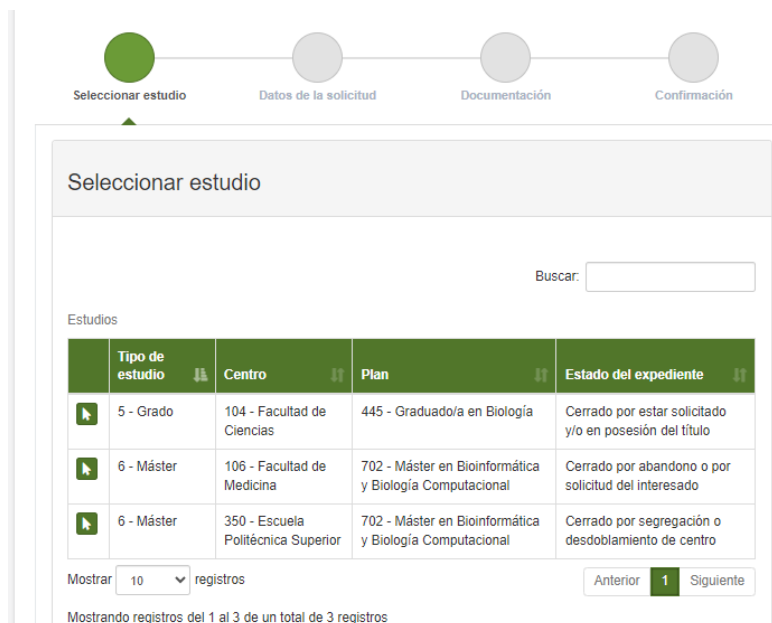 Seleccionar estudio
Datos de la solicitud
Documentación
Confirmación
Seleccionar estudio
Buscar:
Estudios
Tipo de
estudio
Centro
Plan
Estado del expediente
5 - Grado
104 - Facultad de
Ciencias
445 - Graduado/a en Biología
Cerrado por estar solicitado
y/o en posesión del título
6 - Máster
106 - Facultad de
Medicina
702 - Máster en Bioinformática
y Biología Computacional
Cerrado por abandono o por
solicitud del interesado
6 - Máster
350 - Escuela
Politécnica Superior
702 - Máster en Bioinformática
y Biología Computacional
Cerrado por segregación o
desdoblamiento de centro
Mostrar 10 registros
Anterior 1 Siguiente
Mostrando registros del 1 al 3 de un total de 3 registros